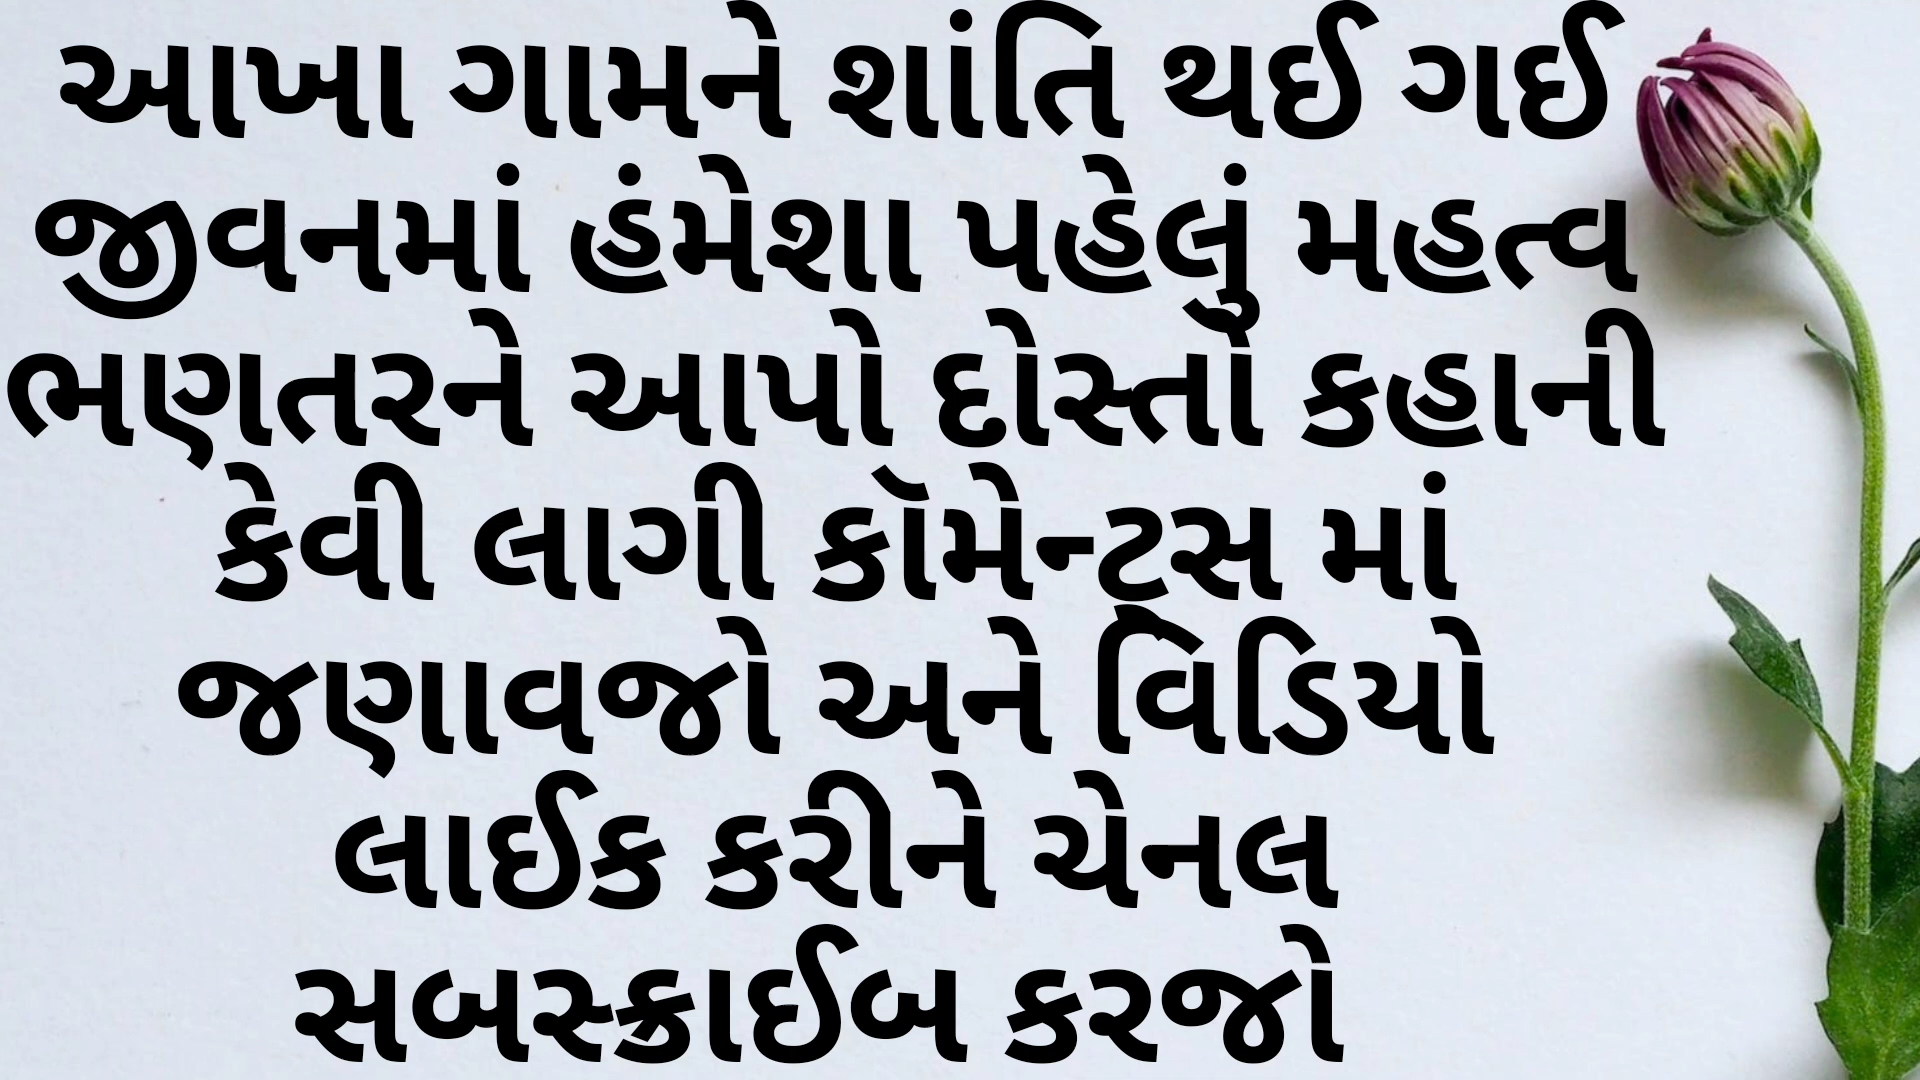 આખા ગામને શાંતિ થઈ ગઈ
જીવનમાં હંમેશા પહેલું મહત્વ
ભણતરને આપો દોસ્તો કહાની
કેવી લાગી કૉમેન્ટ્સ માં
જણાવજો અને વિડિયો
લાઈક કરીને ચેનલ
સબસ્ક્રાઈબ કરજો